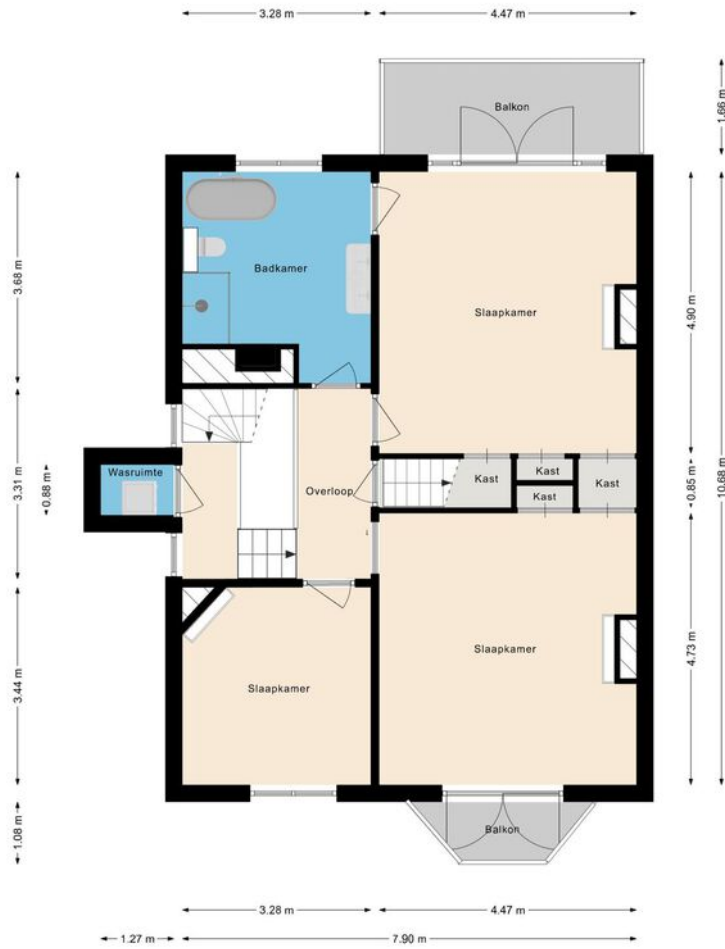 3.28 m
4.47 m
1.66 m
Balkon
3.68 m
Badkamer
Slaapkamer
4.90 m
10.68 m
3.31 m
0.88 m
Wasruimte
Overloop
Kast
Kast
Kast
Kast
0.85 m
3.44 m
Slaapkamer
Slaapkamer
4.73 m
1.08 m
Balkon
3.28 m
4.47 m
1.27 m
7.90 m